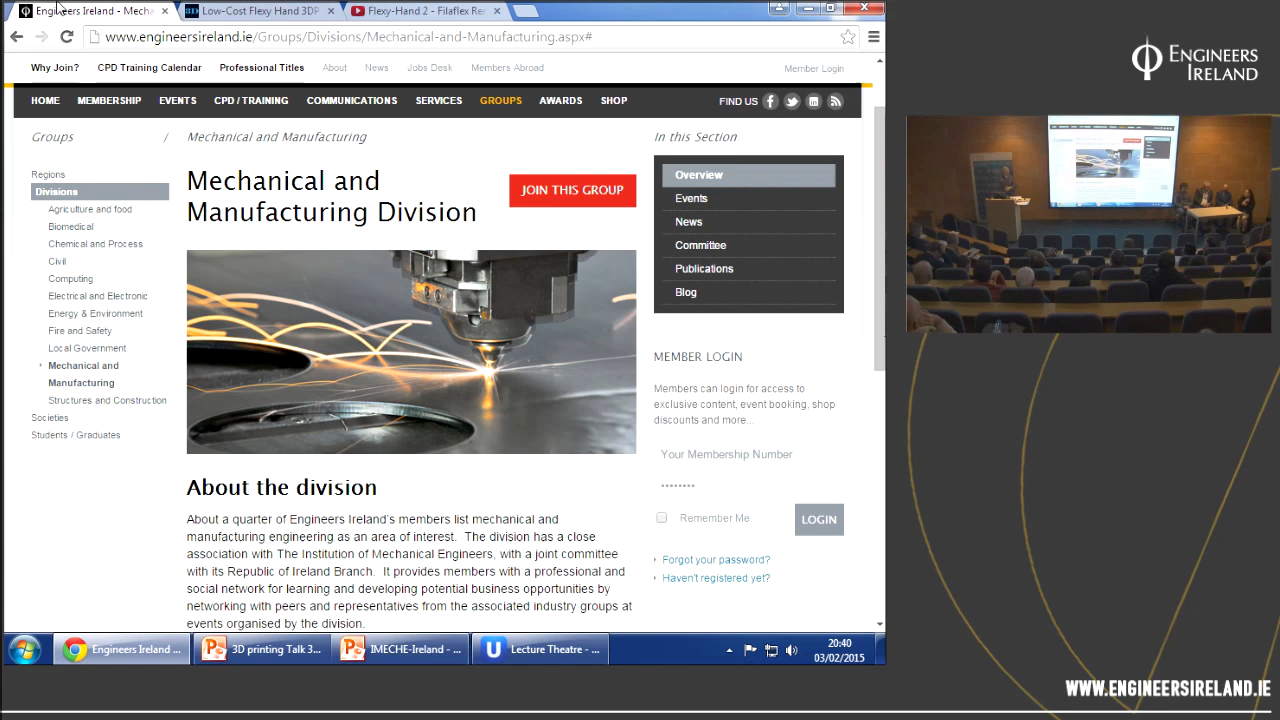 Engineers Ireland - Mecha
Low-Cost Flexy Hand 3DP
Flexy-Hand 2 - Filaflex Re
www.engineersireland.ie/Groups/Divisions/Mechanical-and-Manufacturing.aspx#
Why Join? CPD Training Calendar Professional Titles About News Jobs Desk Members Abroad Member Login
HOME MEMBERSHIP EVENTS CPD / TRAINING COMMUNICATIONS SERVICES GROUPS AWARDS SHOP FIND US
Groups / Mechanical and Manufacturing
Regions
Divisions
Agriculture and food
Biomedical
Chemical and Process
Civil
Computing
Electrical and Electronic
Energy & Environment
Fire and Safety
Local Government
Mechanical and
Manufacturing
Structures and Construction
Societies
Students / Graduates
Mechanical and
Manufacturing Division
JOIN THIS GROUP
About the division
About a quarter of Engineers Ireland's members list mechanical and
manufacturing engineering as an area of interest. The division has a close
association with The Institution of Mechanical Engineers, with a joint committee
with its Republic of Ireland Branch. It provides members with a professional and
social network for learning and developing potential business opportunities by
networking with peers and representatives from the associated industry groups at
events organised by the division.
In this Section
Overview
Events
News
Committee
Publications
Blog
MEMBER LOGIN
Members can login for access to
exclusive content, event booking, shop
discounts and more...
Your Membership Number
••••••••
Remember Me
LOGIN
Forgot your password?
Haven't registered yet?
Engineers Ireland ...
3D printing Talk 3...
IMECHE-Ireland - ...
Lecture Theatre - ...
20:40
03/02/2015
ENGINEERS
IRELAND
WWW.ENGINEERSIRELAND.IE